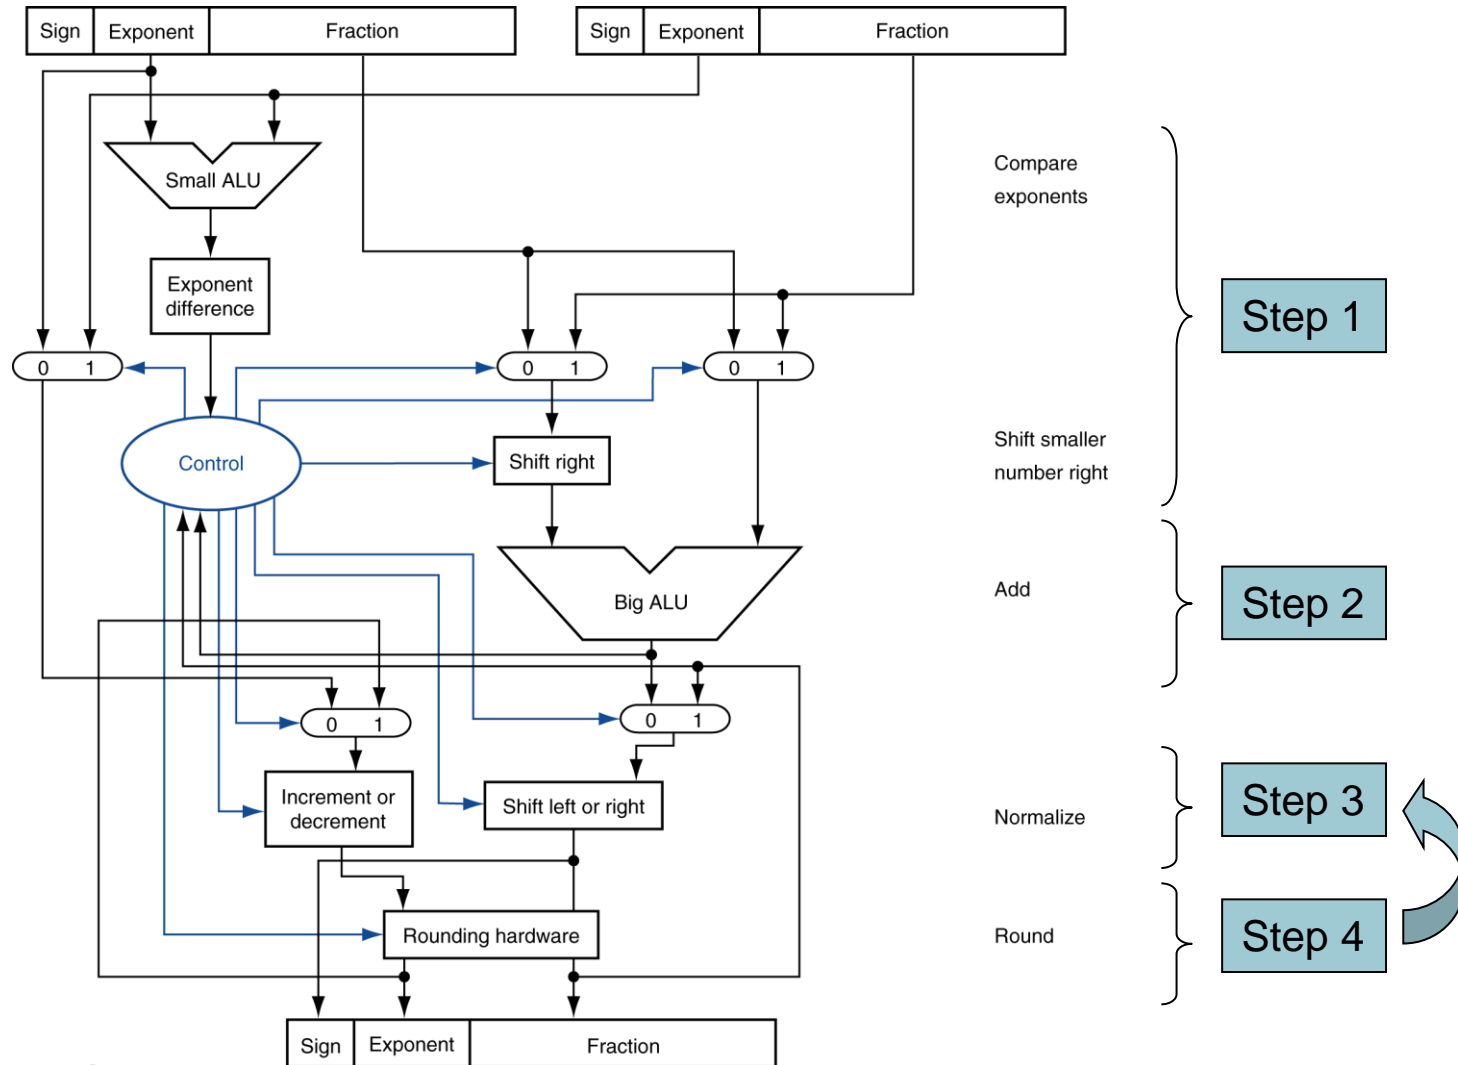 Sign Exponent Fraction Sign Exponent Fraction
Compare
exponents
Small ALU
Exponent
difference
Step 1
0 1 0 1 0 1
Shift smaller
number right
Control
Shift right
Add
Step 2
Big ALU
0 1 0 1
Increment or
decrement
Shift left or right
Normalize
Step 3
Rounding hardware
Round
Step 4
Sign Exponent Fraction